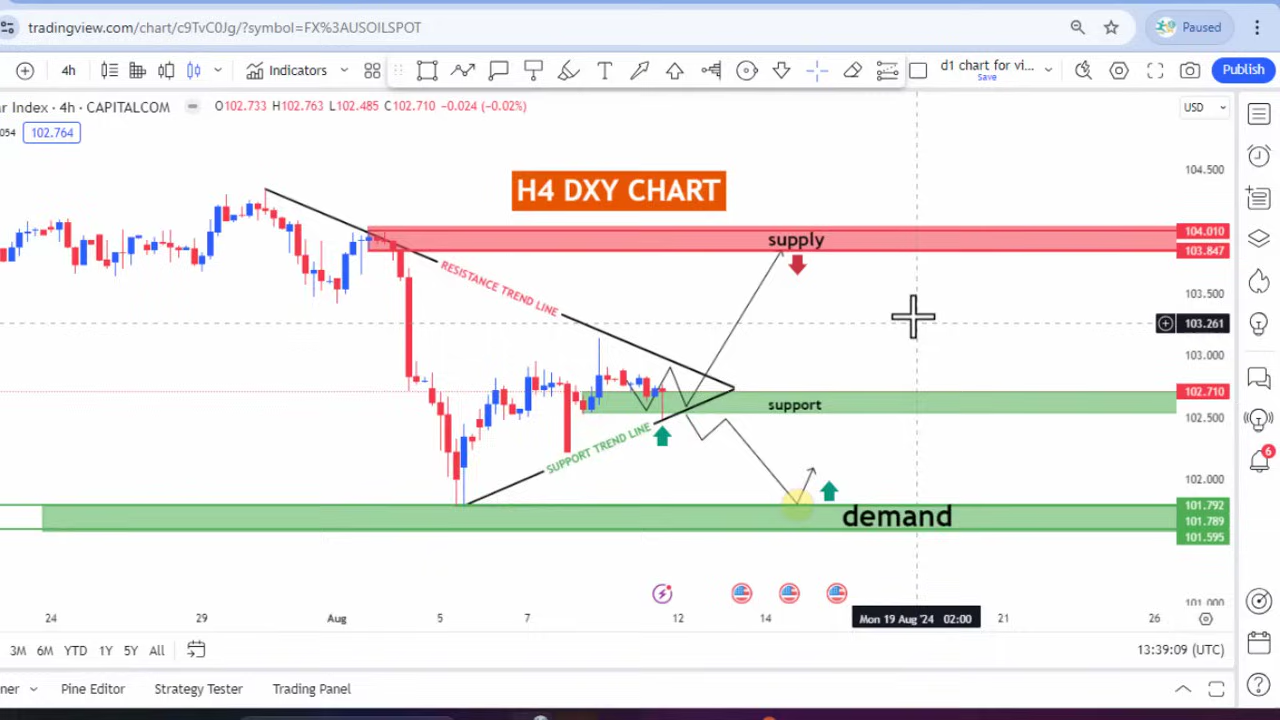 tradingview.com/chart/c9TvC0Jg/?symbol=FX%3AUSOILSPOT
Paused
4h
Indicators
d1 chart for vi...
Save
Publish
ar Index · 4h · CAPITALCOM
O102.733 H102.763 L102.485 C102.710 −0.024 (−0.02%)
USD
054
102.764
104.500
H4 DXY CHART
104.010
supply
103.847
RESISTANCE TREND LINE
103.500
103.261
103.000
102.710
support
102.500
SUPPORT TREND LINE
6
102.000
101.792
demand
101.789
101.595
101.000
24
29
Aug
5
7
12
14
Mon 19 Aug '24 02:00
21
26
3M 6M YTD 1Y 5Y All
13:39:09 (UTC)
ner
Pine Editor
Strategy Tester
Trading Panel